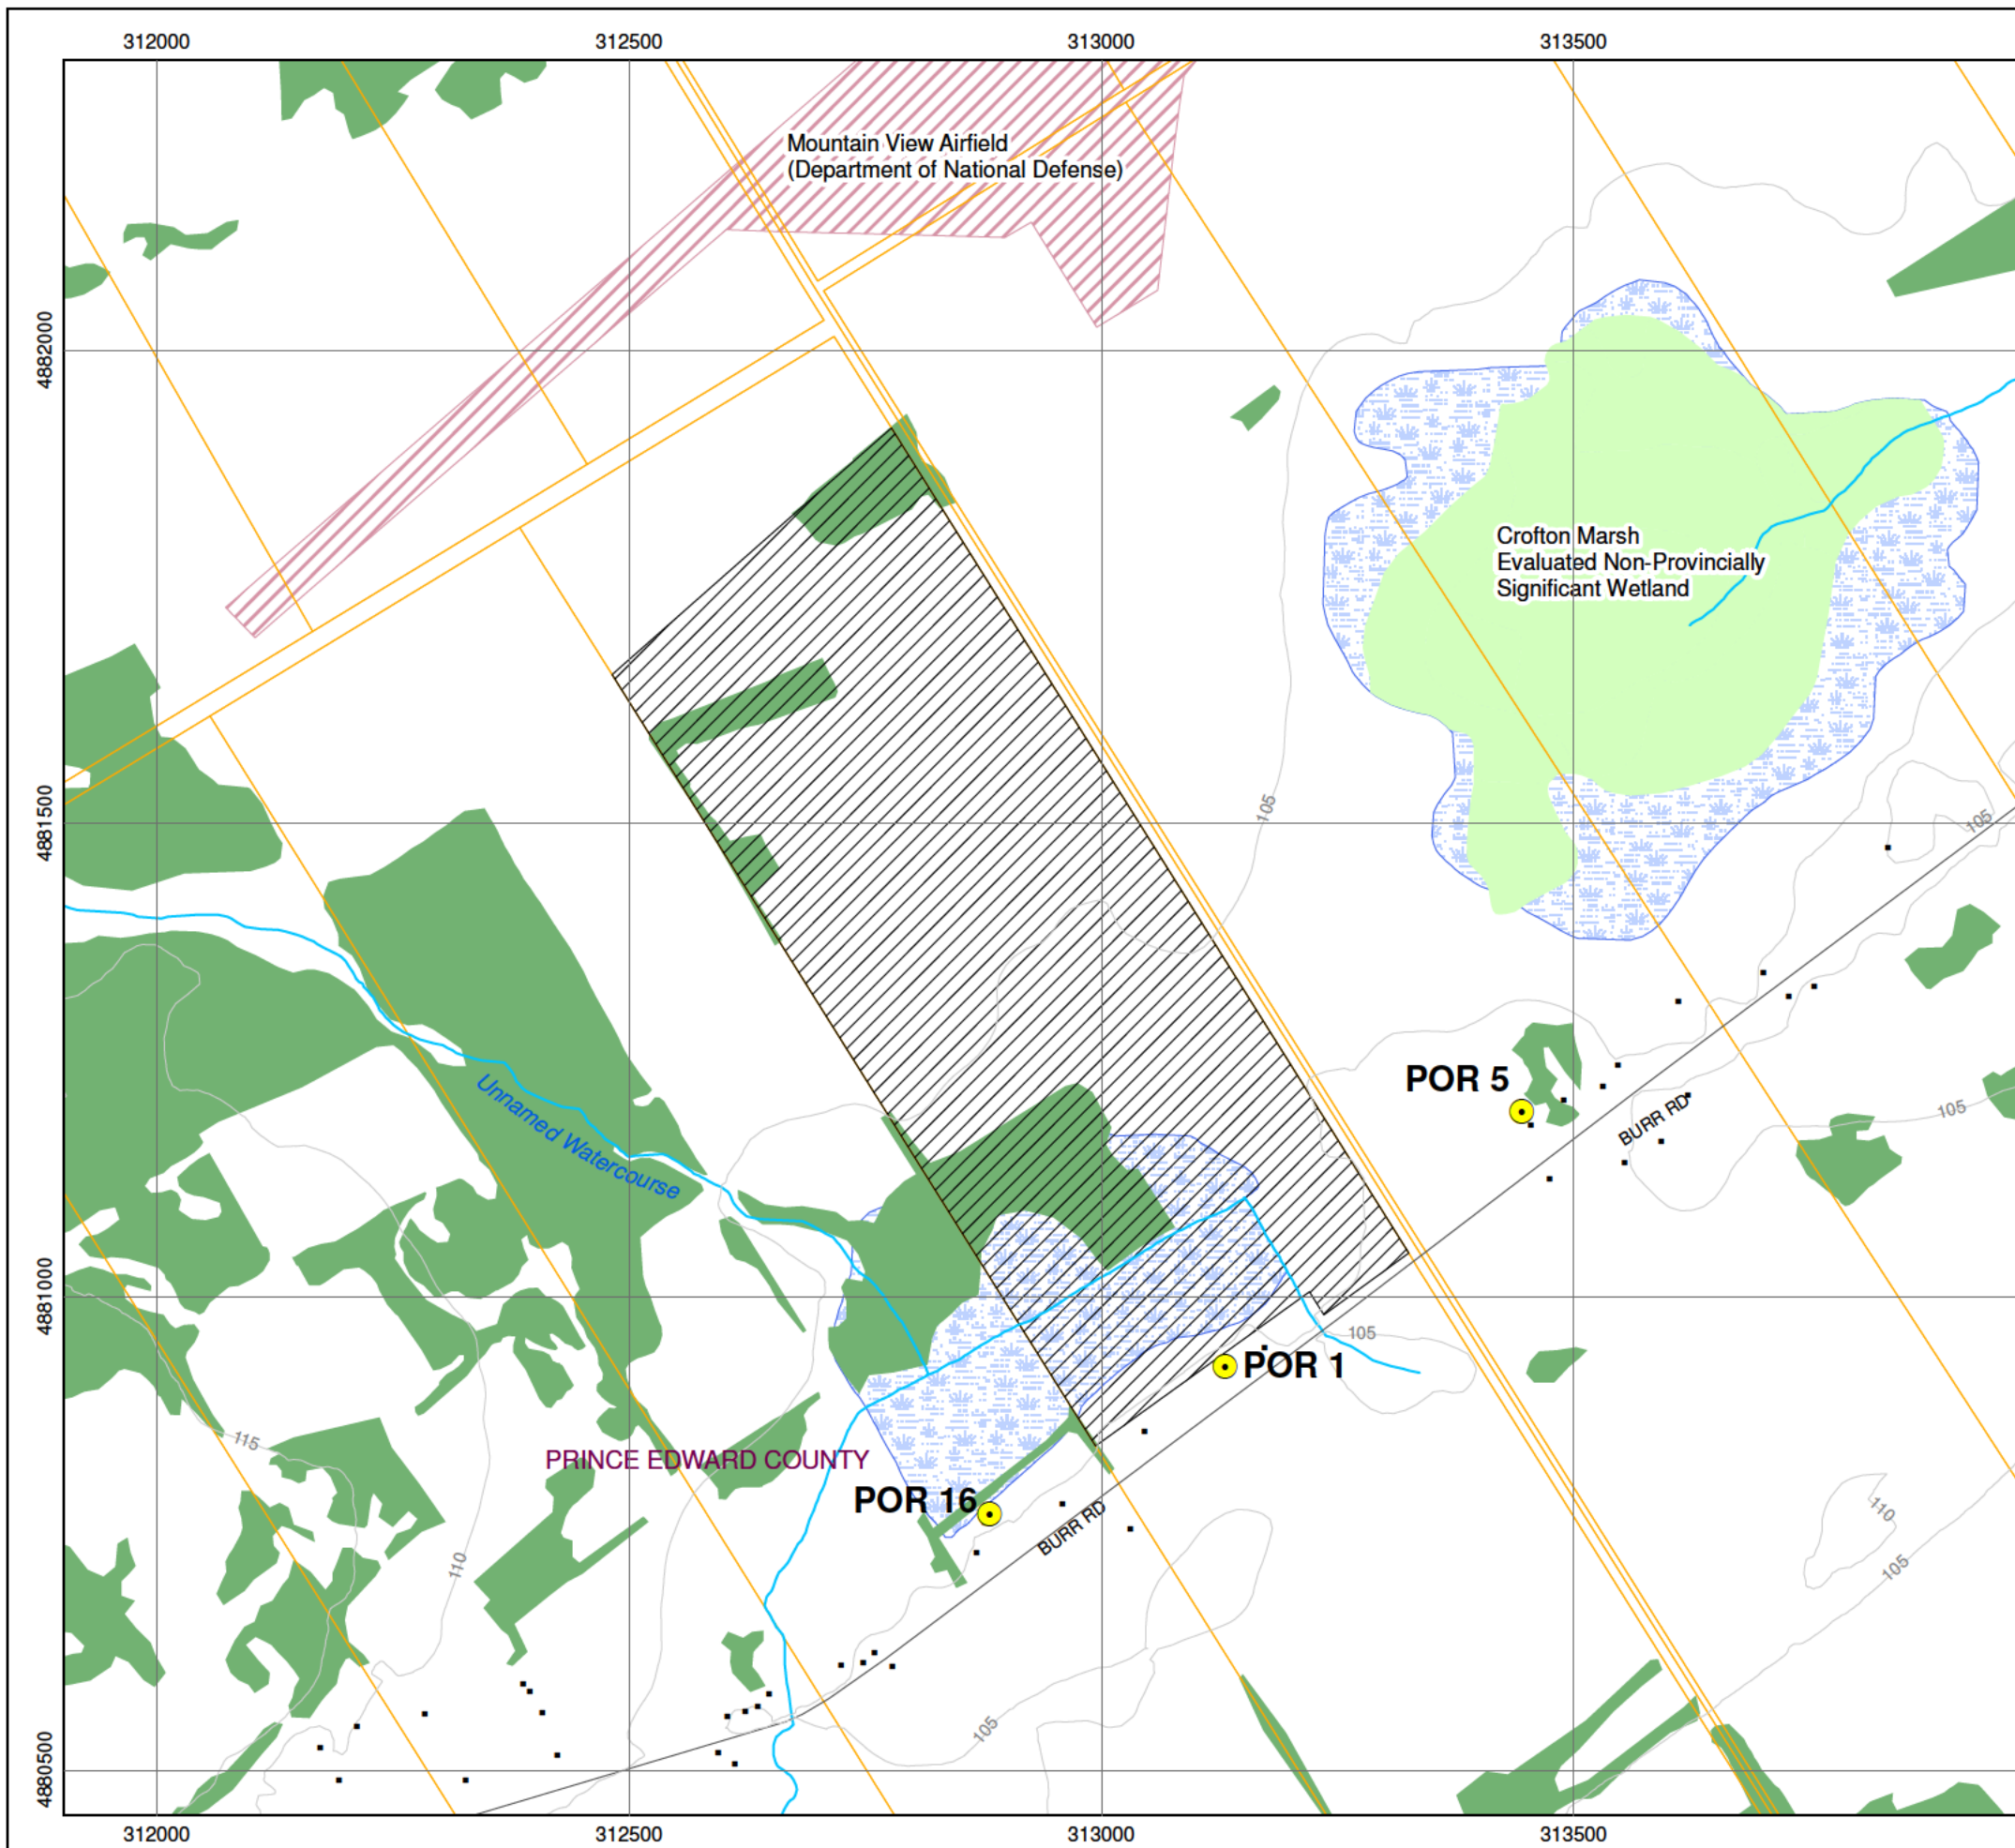 312000
312500
313000
313500
Mountain View Airfield
(Department of National Defense)
4882000
Crofton Marsh
Evaluated Non-Provincially
Significant Wetland
4881500
105
105
POR 5
BURR RD
105
Unnamed Watercourse
4881000
105
POR 1
115
PRINCE EDWARD COUNTY
POR 16
BURR RD
110
110
105
105
4880500
312000
312500
313000
313500